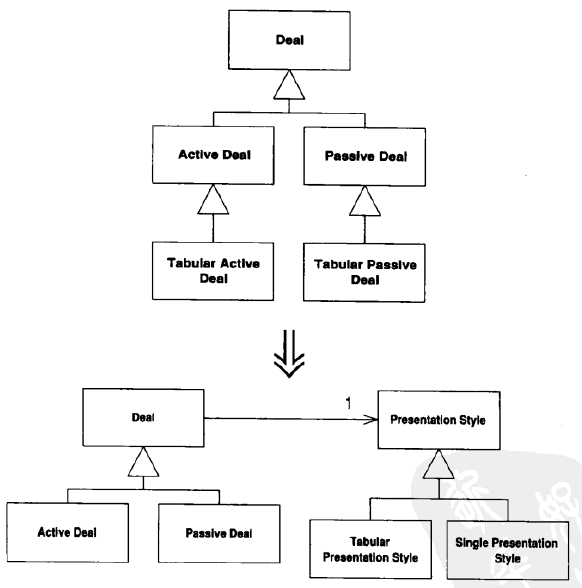 Deal
Active Deal
Passive Deal
Tabular Active
Deal
Tabular Passive
Deal
Deal
1
Presentation Style
Active Deal
Passive Deal
Tabular
Presentation Style
Single Presentation
Style